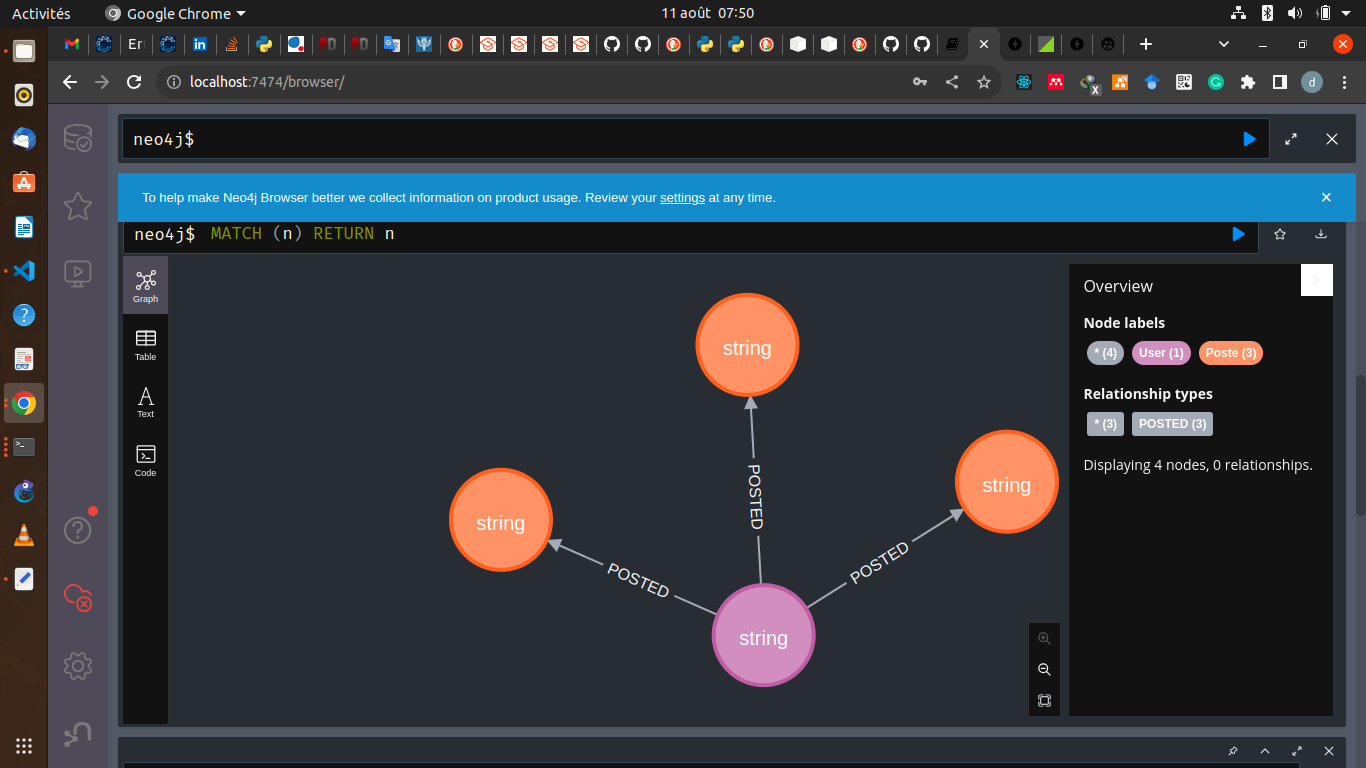 Activités
Google Chrome
11 août 07:50
Er
localhost:7474/browser/
X
d
neo4j$
To help make Neo4j Browser better we collect information on product usage. Review your settings at any time.
neo4j$ MATCH (n) RETURN n
Graph
Table
Text
Code
string
string
string
string
POSTED
POSTED
POSTED
Overview
Node labels
* (4) User (1) Poste (3)
Relationship types
* (3) POSTED (3)
Displaying 4 nodes, 0 relationships.